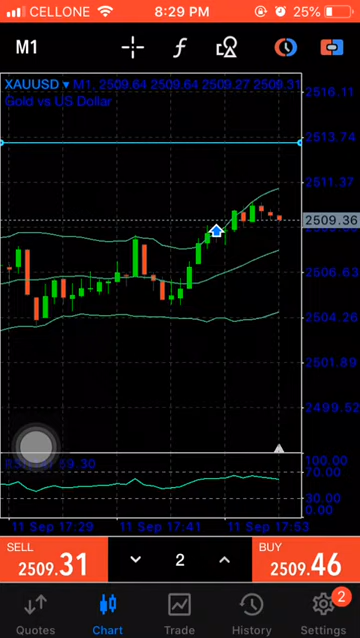 CELLONE 8:29 PM 25%
M1
XAUUSD ▾ M1, 2509.64 2509.64 2509.27 2509.31
Gold vs US Dollar
2516.11
2513.74
2511.37
2509.36
2506.63
2504.26
2501.89
2499.52
59.30
100.00
70.00
30.00
0.00
11 Sep 17:29 11 Sep 17:41 11 Sep 17:53
SELL
2509.31
2
BUY
2509.46
2
Quotes Chart Trade History Settings